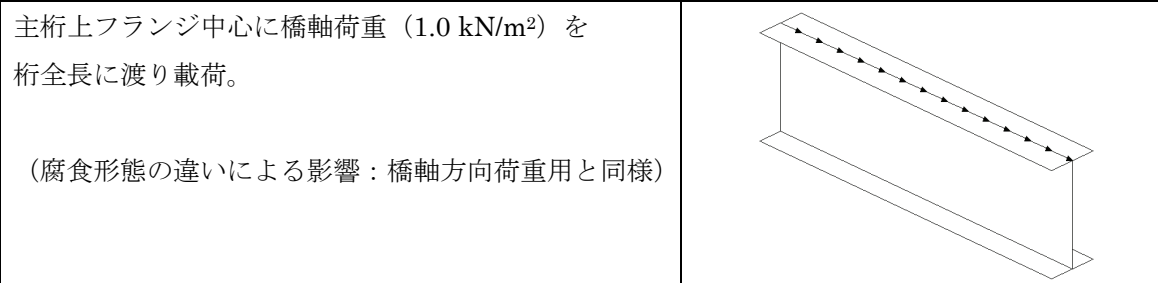 主桁上フランジ中心に橋軸荷重（1.0 kN/m²）を
桁全長に渡り載荷。
（腐食形態の違いによる影響：橋軸方向荷重用と同様）